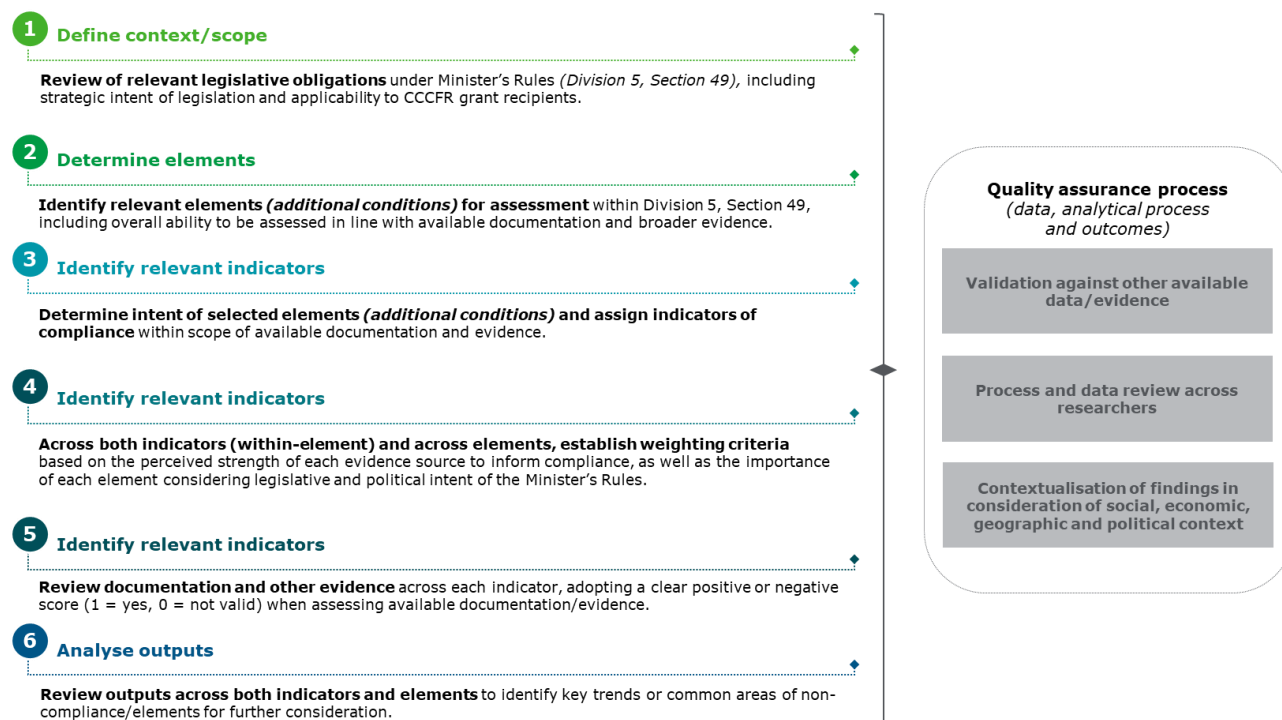 1
Define context/scope
Review of relevant legislative obligations under Minister's Rules (Division 5, Section 49), including
strategic intent of legislation and applicability to CCCFR grant recipients.
2
Determine elements
Identify relevant elements (additional conditions) for assessment within Division 5, Section 49,
including overall ability to be assessed in line with available documentation and broader evidence.
3
Identify relevant indicators
Determine intent of selected elements (additional conditions) and assign indicators of
compliance within scope of available documentation and evidence.
4
Identify relevant indicators
Across both indicators (within-element) and across elements, establish weighting criteria
based on the perceived strength of each evidence source to inform compliance, as well as the importance
of each element considering legislative and political intent of the Minister's Rules.
5
Identify relevant indicators
Review documentation and other evidence across each indicator, adopting a clear positive or negative
score (1 = yes, 0 = not valid) when assessing available documentation/evidence.
6
Analyse outputs
Review outputs across both indicators and elements to identify key trends or common areas of non-
compliance/elements for further consideration.
Quality assurance process
(data, analytical process
and outcomes)
Validation against other available
data/evidence
Process and data review across
researchers
Contextualisation of findings in
consideration of social, economic,
geographic and political context